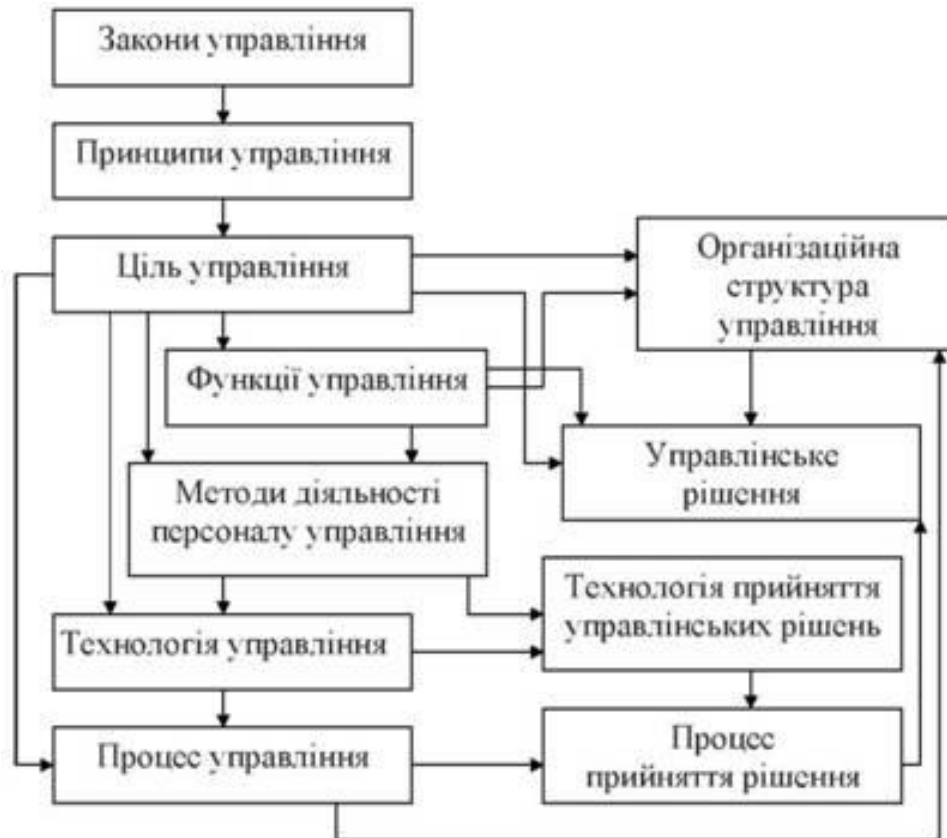 Закони управління
Принципи управління
Ціль управління
Організаційна
структура
управління
Функції управління
Управлінське
рішення
Методи діяльності
персоналу управління
Технологія прийняття
управлінських рішень
Технологія управління
Процес управління
Процес
прийняття рішення